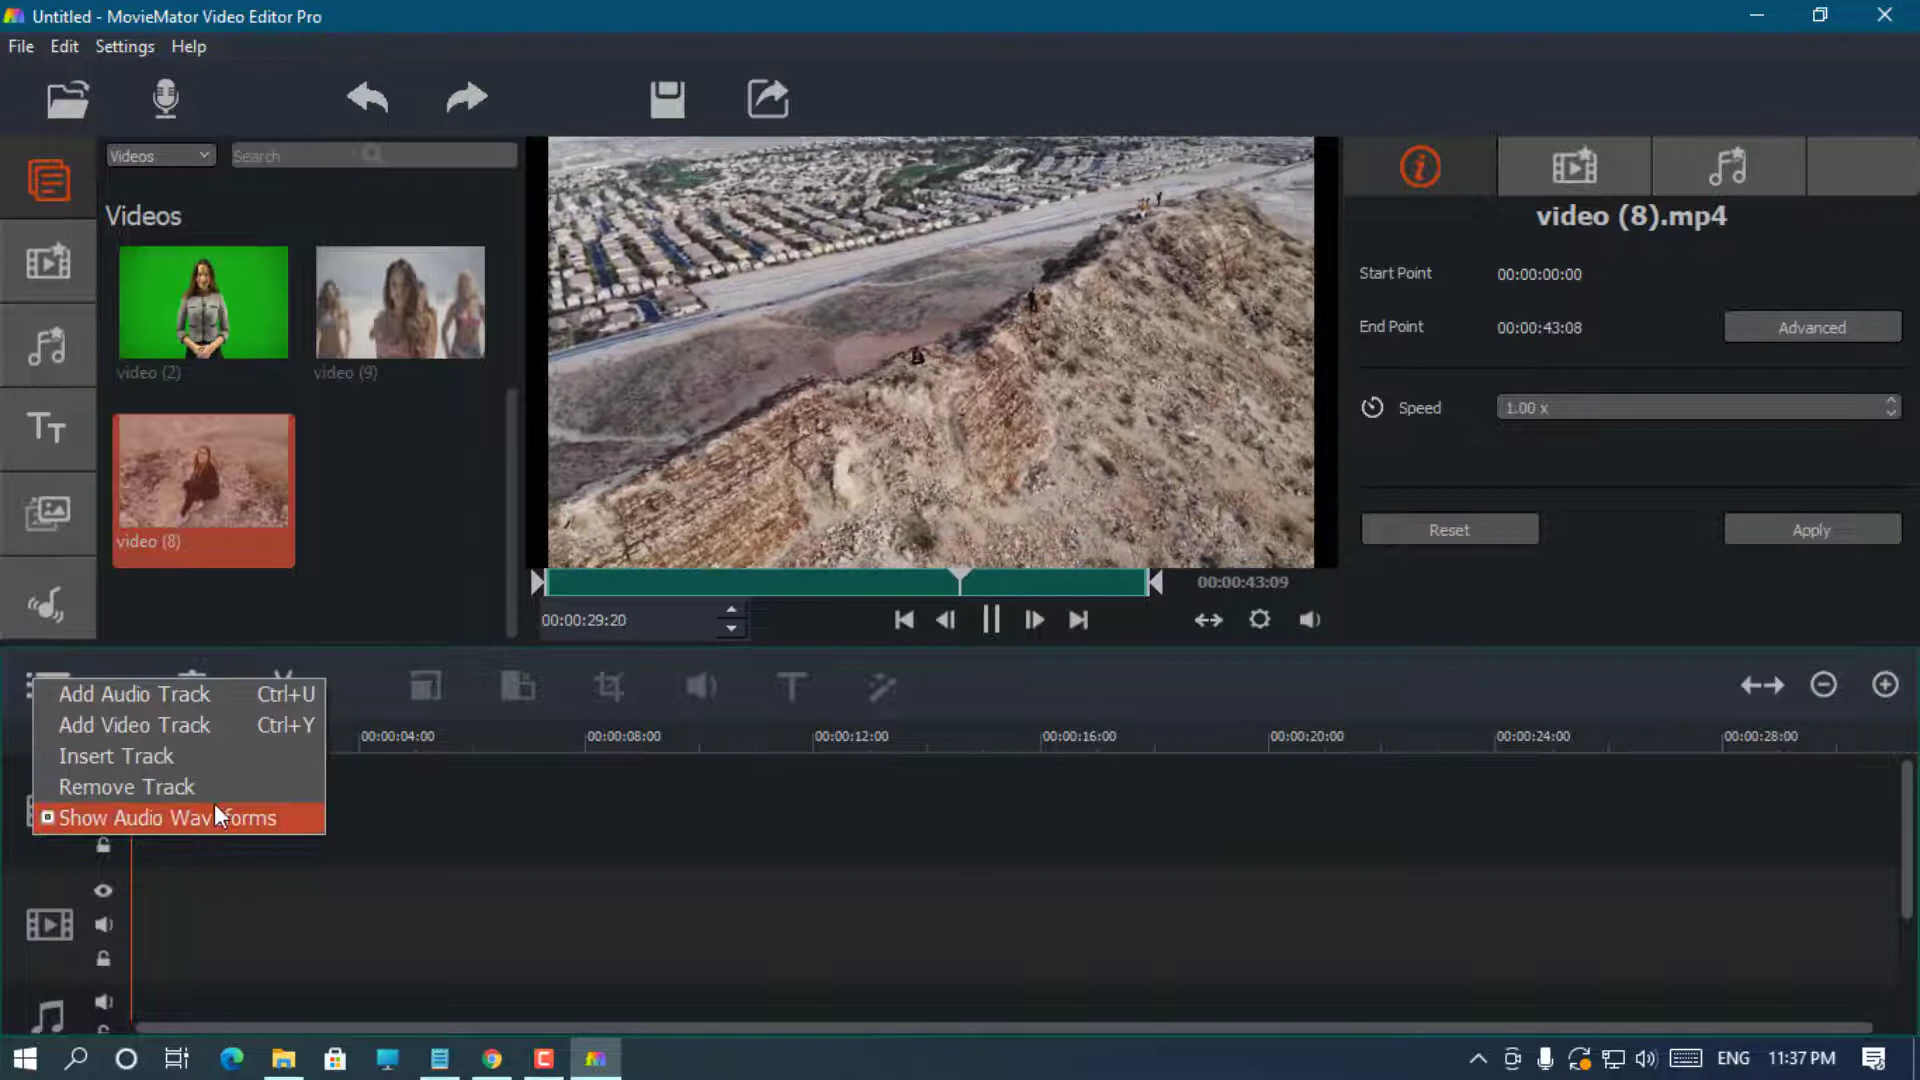 Untitled - MovieMator Video Editor Pro
File Edit Settings Help
Videos Search
Videos
video (2) video (9)
video (8)
00:00:29:20
00:00:43:09
video (8).mp4
Start Point 00:00:00:00
End Point 00:00:43:08 Advanced
Speed 1.00 x
Reset Apply
Add Audio Track Ctrl+U
Add Video Track Ctrl+Y
Insert Track
Remove Track
Show Audio Waveforms
00:00:04:00 00:00:08:00 00:00:12:00 00:00:16:00 00:00:20:00 00:00:24:00 00:00:28:00
ENG 11:37 PM